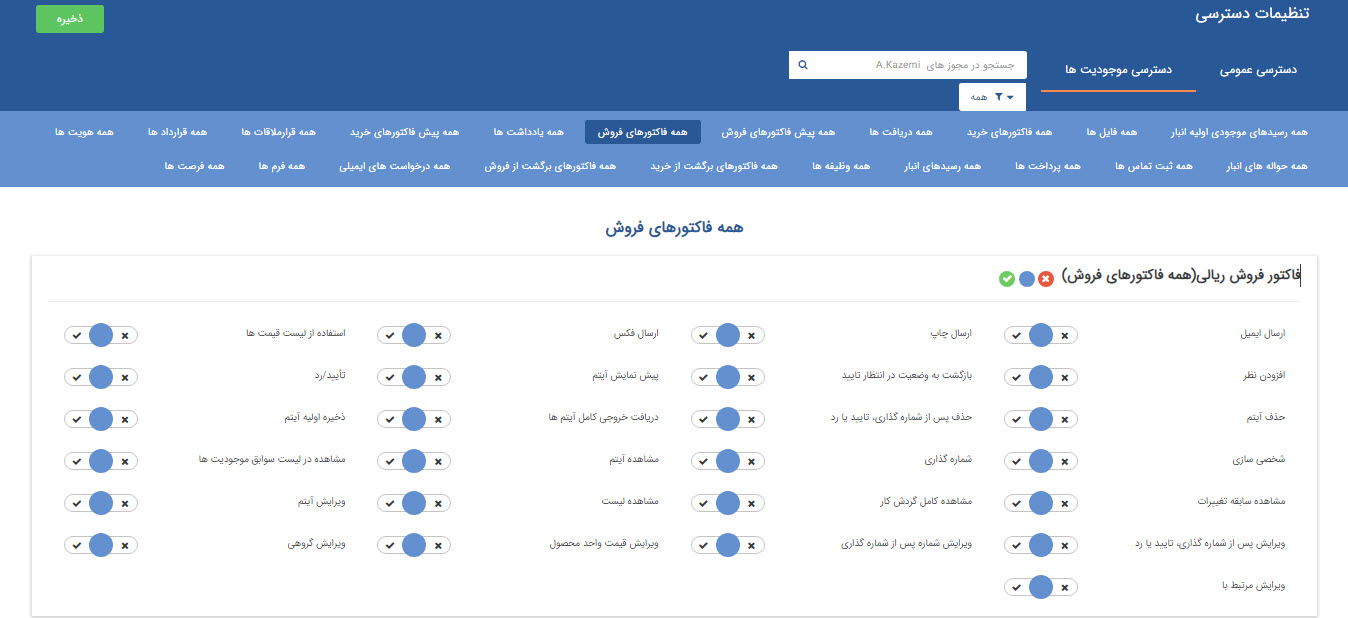 تنظیمات دسترسی
ذخیره
دسترسی عمومی
دسترسی موجودیت ها
جستجو در مجوز های A.Kazemi
همه
همه رسیدهای موجودی اولیه انبار همه فایل ها همه فاکتورهای خرید همه دریافت ها همه پیش فاکتورهای فروش همه فاکتورهای فروش همه یادداشت ها همه پیش فاکتورهای خرید همه قرارملاقات ها همه قرارداد ها همه هویت ها
همه حواله های انبار همه ثبت تماس ها همه پرداخت ها همه رسیدهای انبار همه وظیفه ها همه فاکتورهای برگشت از خرید همه فاکتورهای برگشت از فروش همه درخواست های ایمیلی همه فرم ها همه فرصت ها
همه فاکتورهای فروش
فاکتور فروش ریالی(همه فاکتورهای فروش)
ارسال ایمیل ارسال چاپ ارسال فکس استفاده از لیست قیمت ها
افزودن نظر بازگشت به وضعیت در انتظار تایید پیش نمایش آیتم تأیید/رد
حذف آیتم حذف پس از شماره گذاری، تایید یا رد دریافت خروجی کامل آیتم ها ذخیره اولیه آیتم
شخصی سازی شماره گذاری مشاهده آیتم مشاهده در لیست سوابق موجودیت ها
مشاهده سابقه تغییرات مشاهده کامل گردش کار مشاهده لیست ویرایش آیتم
ویرایش پس از شماره گذاری، تایید یا رد ویرایش شماره پس از شماره گذاری ویرایش قیمت واحد محصول ویرایش گروهی
ویرایش مرتبط با